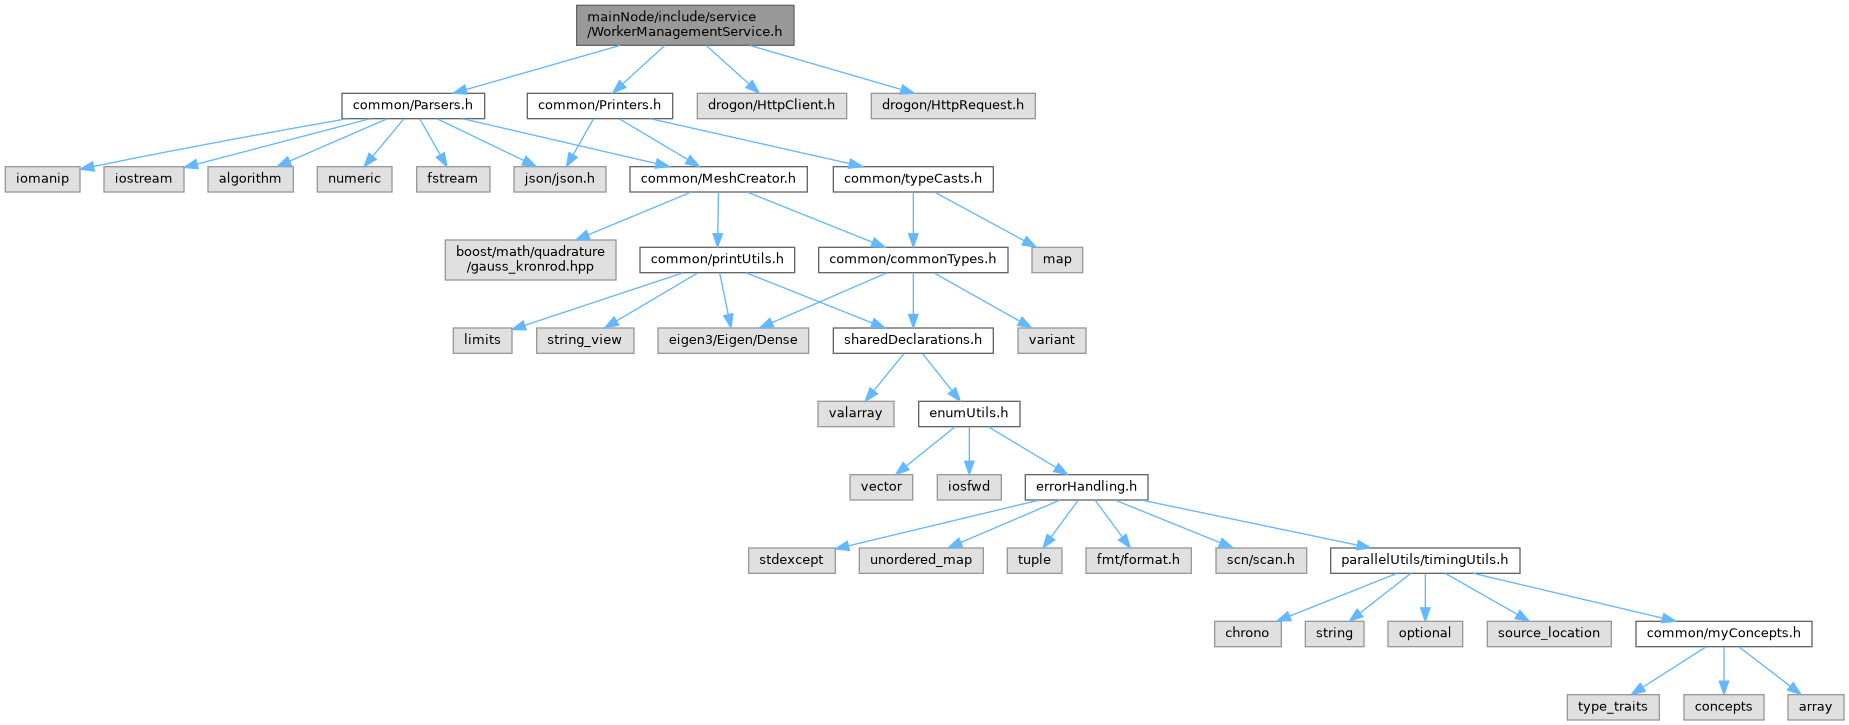 mainNode/include/service
/WorkerManagementService.h
common/Parsers.h
common/Printers.h
drogon/HttpClient.h
drogon/HttpRequest.h
iomanip
iostream
algorithm
numeric
fstream
json/json.h
common/MeshCreator.h
common/typeCasts.h
boost/math/quadrature
/gauss_kronrod.hpp
common/printUtils.h
common/commonTypes.h
map
limits
string_view
eigen3/Eigen/Dense
sharedDeclarations.h
variant
valarray
enumUtils.h
vector
iosfwd
errorHandling.h
stdexcept
unordered_map
tuple
fmt/format.h
scn/scan.h
parallelUtils/timingUtils.h
chrono
string
optional
source_location
common/myConcepts.h
type_traits
concepts
array